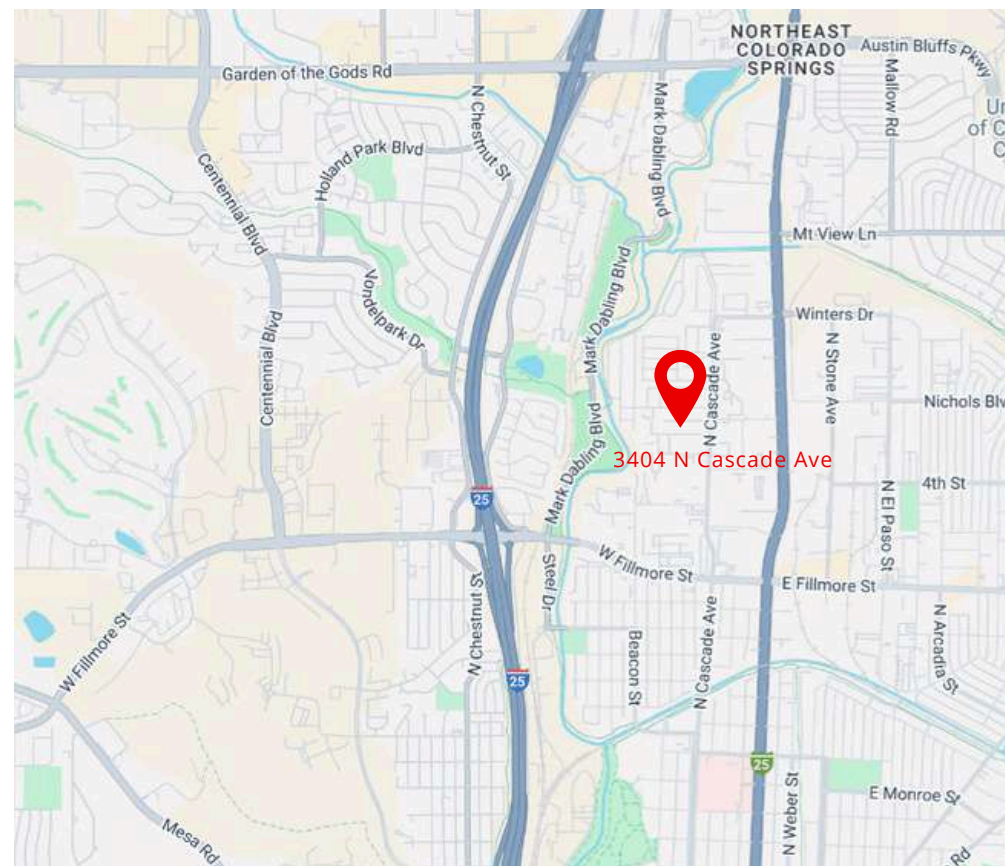 NORTHEAST
COLORADO
SPRINGS
Austin Bluffs Pkwy
Garden of the Gods Rd
N Chestnut St
Mark Dabling Blvd
Mallow Rd
Un
of C
C
Holland Park Blvd
Centennial Blvd
Mt View Ln
Vondelpark Dr
Mark Dabling Blvd
Winters Dr
Centennial Blvd
N Cascade Ave
N Stone Ave
Nichols Blv
Mark Dabling Blvd
3404 N Cascade Ave
4th St
25
N El Paso St
W Fillmore St
E Fillmore St
Steel Dr
N Chestnut St
W Fillmore St
Beacon St
N Cascade Ave
N Arcadia St
25
25
N Weber St
E Monroe St
Mesa Rd
Rd